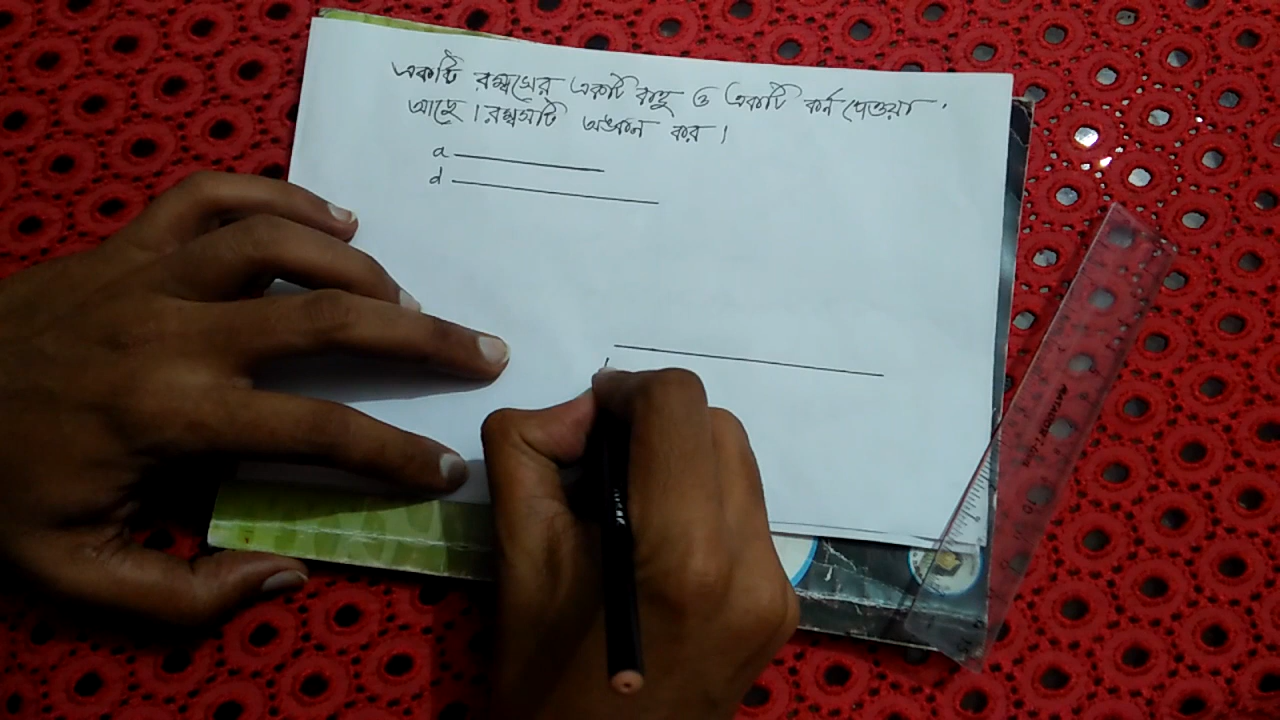 একটি রম্বসের একটি বাহু ও একটি কর্ন দেওয়া
আছে। রম্বসটি অঙ্কন কর।
a
d